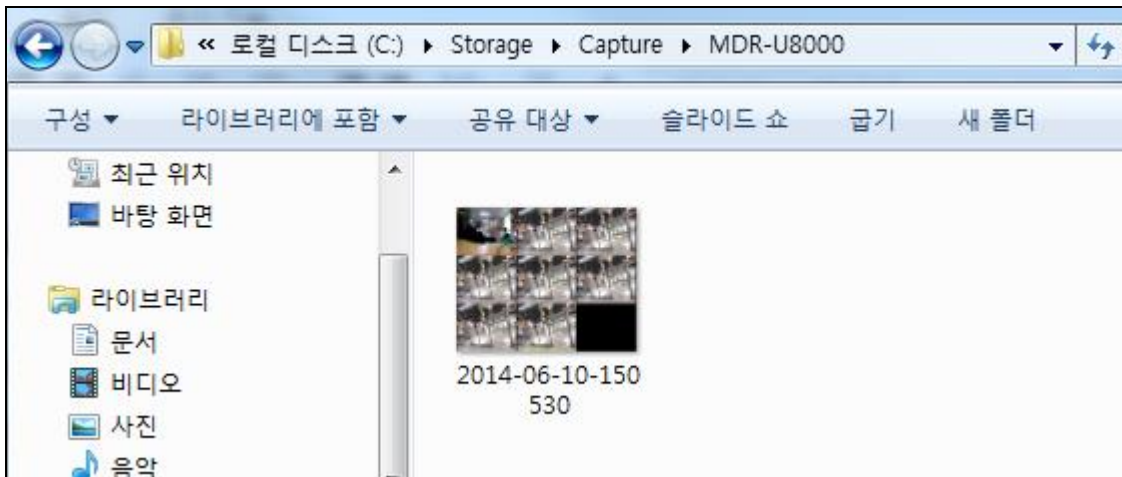 « 로컬 디스크 (C:) ▸ Storage ▸ Capture ▸ MDR-U8000
구성 라이브러리에 포함 공유 대상 슬라이드 쇼 굽기 새 폴더
최근 위치
바탕 화면
라이브러리
문서
비디오
사진
음악
2014-06-10-150
530